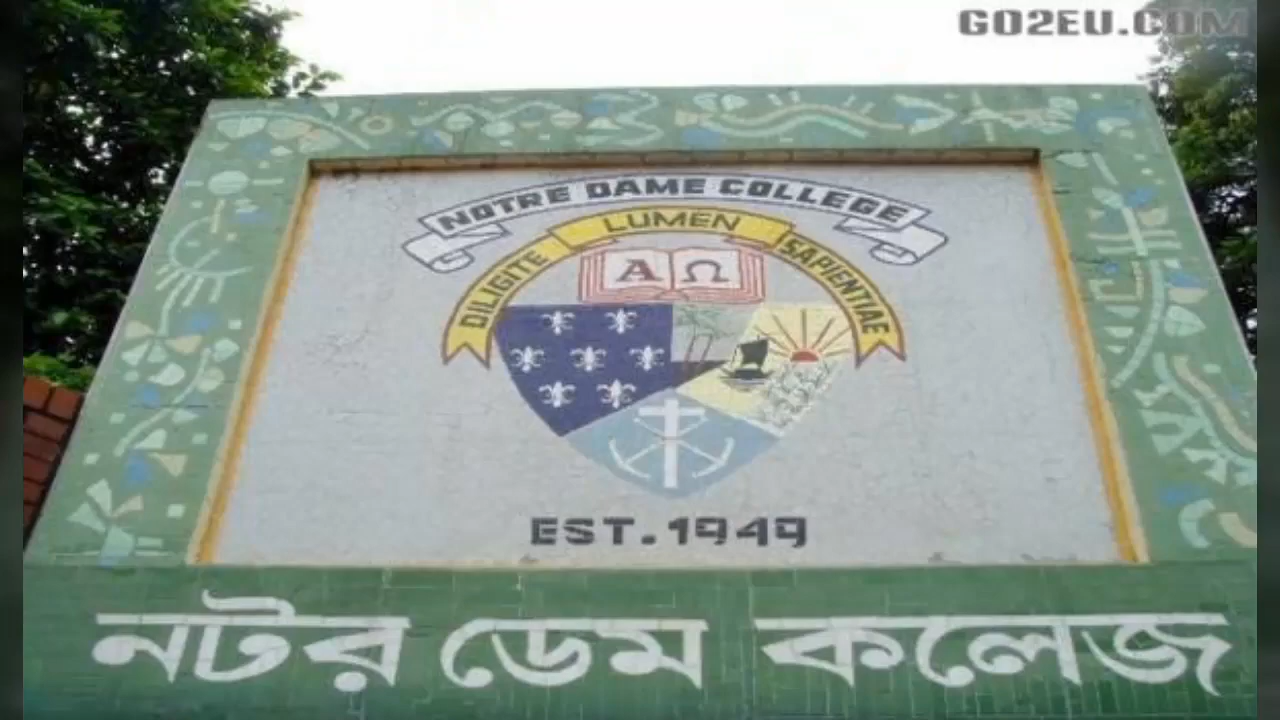 GO2EU.COM
NOTRE DAME COLLEGE
DILIGITE LUMEN SAPIENTIAE
Α Ω
EST. 1949
নটর ডেম কলেজ